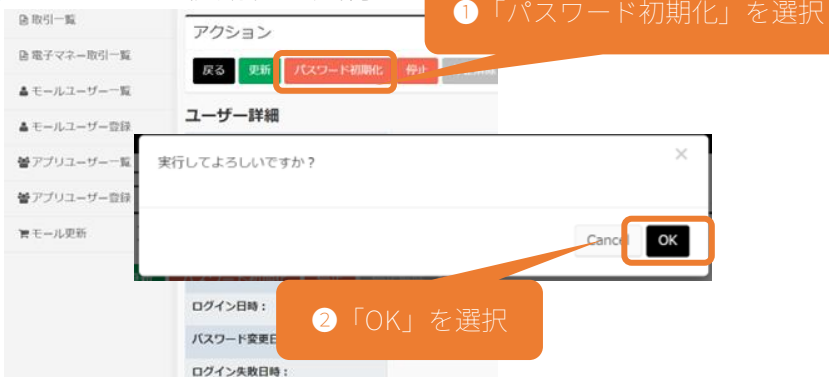 取引一覧
電子マネー取引一覧
モールユーザー一覧
モールユーザー登録
アプリユーザー一覧
アプリユーザー登録
モール更新
アクション
戻る 更新 パスワード初期化 停止
❶「パスワード初期化」を選択
ユーザー詳細
実行してよろしいですか?
×
Cancel OK
❷「OK」を選択
ログイン日時:
パスワード変更日
ログイン失敗日時: